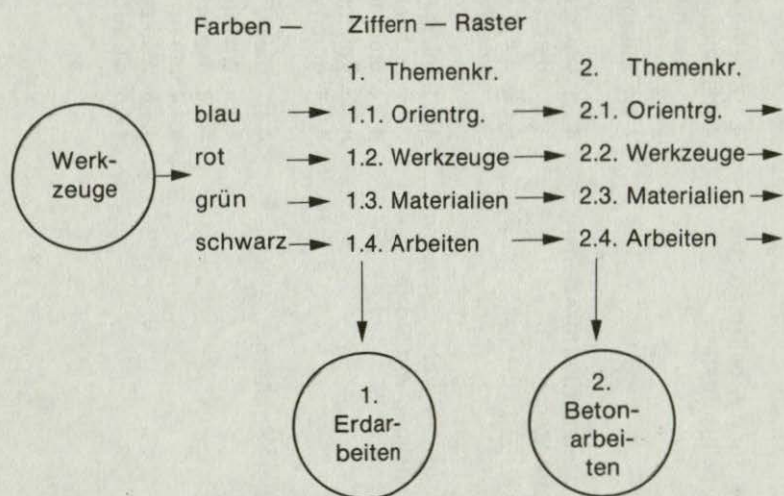 Farben — Ziffern — Raster
1. Themenkr. 2. Themenkr.
blau 1.1. Orientrg. 2.1. Orientrg.
Werk-
zeuge
rot 1.2. Werkzeuge 2.2. Werkzeuge
grün 1.3. Materialien 2.3. Materialien
schwarz 1.4. Arbeiten 2.4. Arbeiten
1.
Erdar-
beiten
2.
Beton-
arbei-
ten